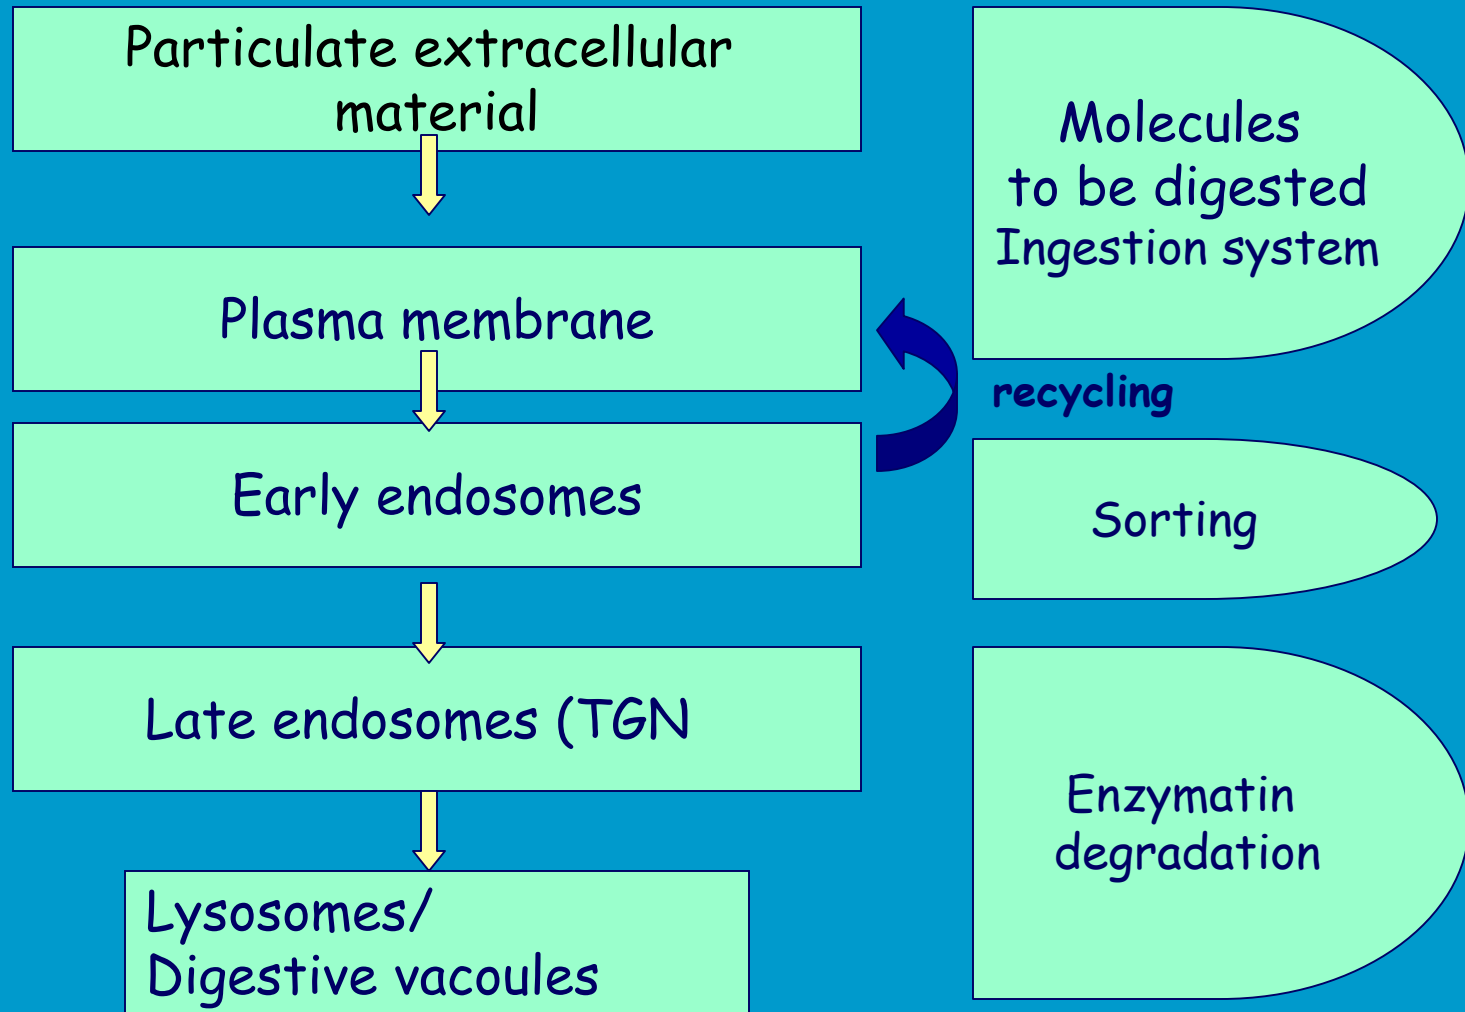 Particulate extracellular
material
Plasma membrane
Early endosomes
Late endosomes (TGN
Lysosomes/
Digestive vacoules
Molecules
to be digested
Ingestion system
recycling
Sorting
Enzymatin
degradation